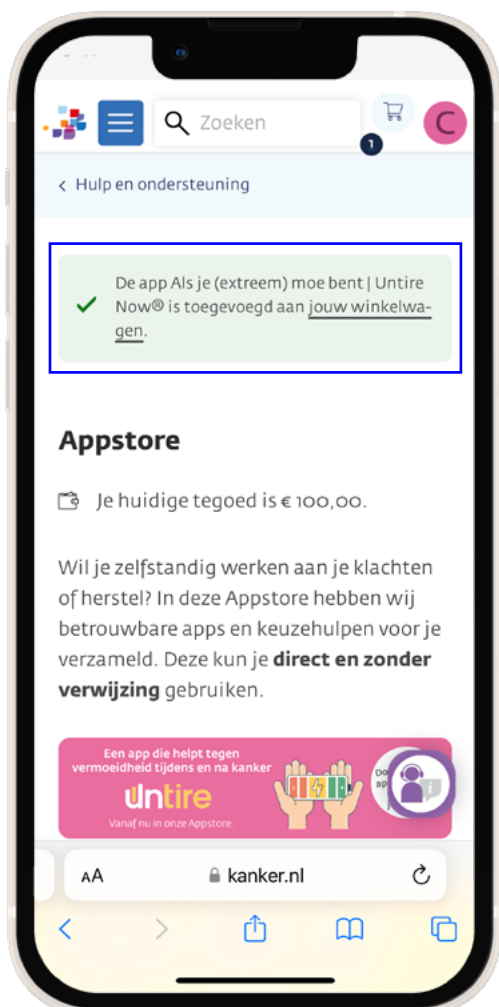 Zoeken
1
C
< Hulp en ondersteuning
De app Als je (extreem) moe bent | Untire
Now® is toegevoegd aan jouw winkelwa-
gen.
Appstore
Je huidige tegoed is € 100,00.
Wil je zelfstandig werken aan je klachten
of herstel? In deze Appstore hebben wij
betrouwbare apps en keuzehulpen voor je
verzameld. Deze kun je direct en zonder
verwijzing gebruiken.
Een app die helpt tegen
vermoeidheid tijdens en na kanker
Untire
Vanaf nu in onze Appstore.
AA
kanker.nl